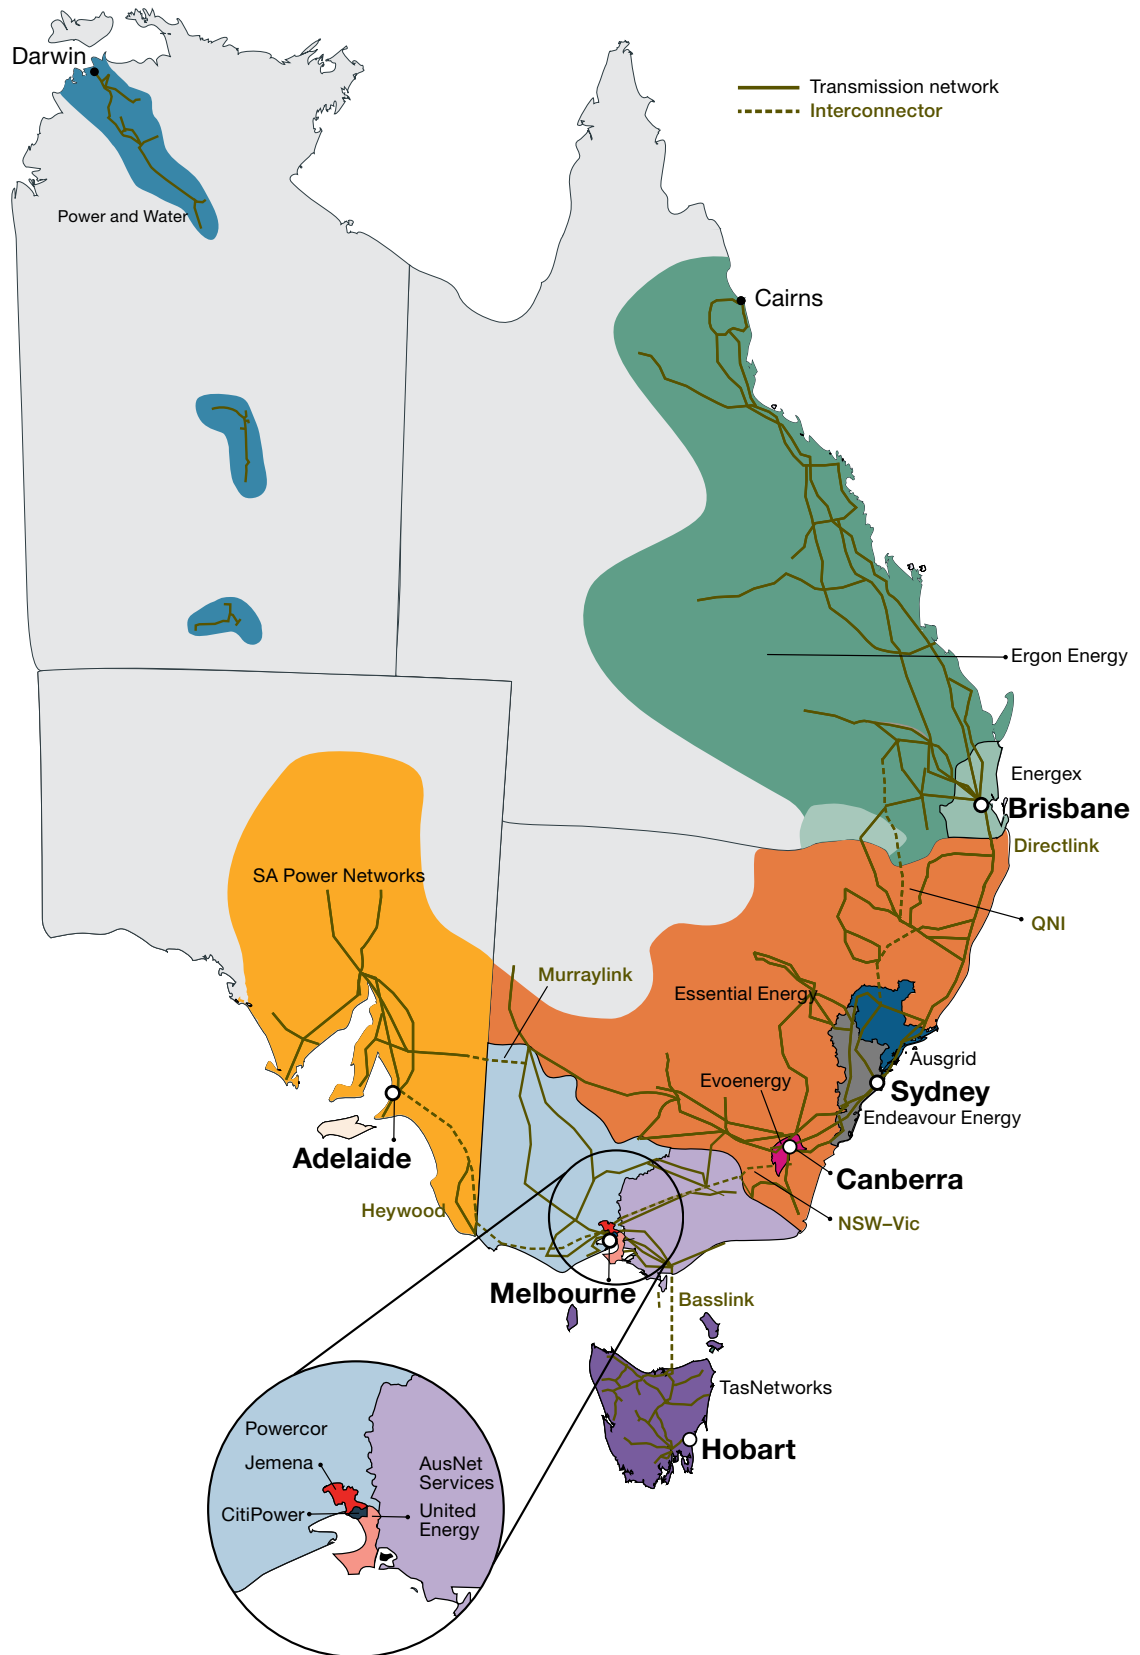 Darwin
Transmission network
Interconnector
Power and Water
Cairns
Ergon Energy
Energex
Brisbane
Directlink
SA Power Networks
QNI
Murraylink
Essential Energy
Ausgrid
Evoenergy
Sydney
Endeavour Energy
Adelaide
Canberra
Heywood
NSW–Vic
Melbourne
Basslink
TasNetworks
Hobart
Powercor
Jemena
AusNet
Services
CitiPower
United
Energy